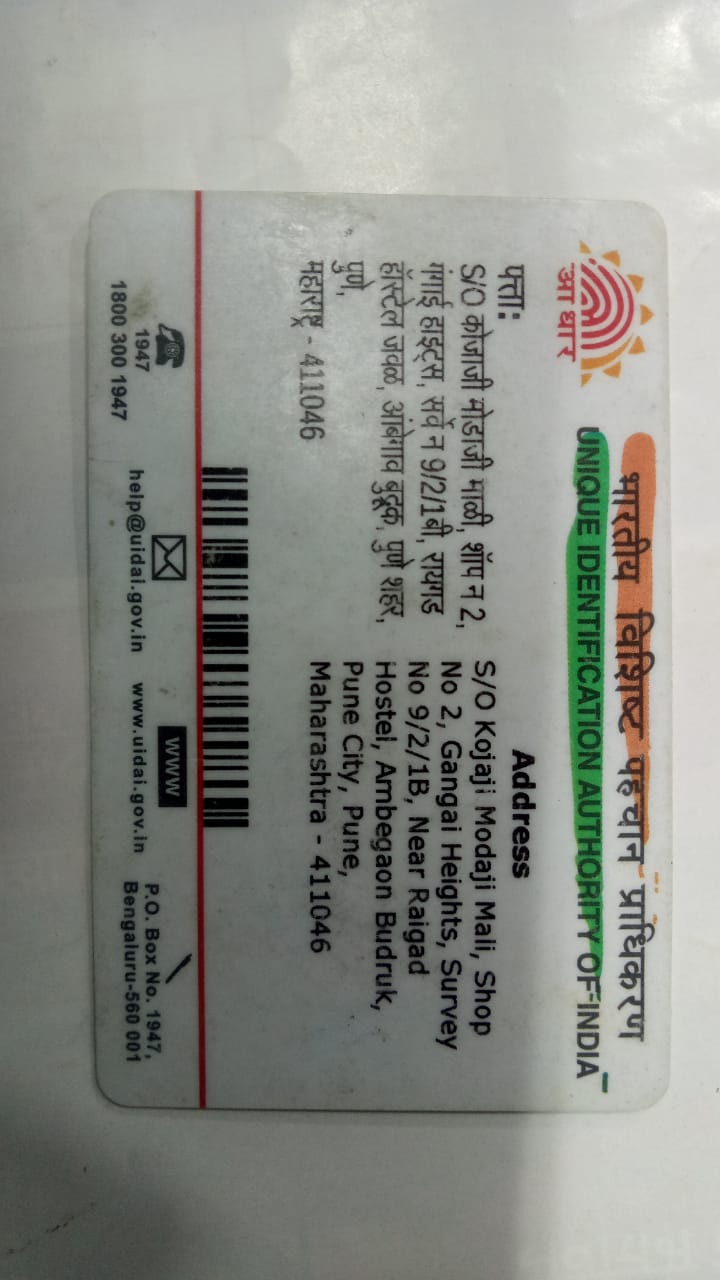 भारतीय विशिष्ट पहचान प्राधिकरण
UNIQUE IDENTIFICATION AUTHORITY OF INDIA
आधार
पत्ता:
S/O कोजाजी मोडाजी माळी, शॉप न 2,
गंगाई हाइट्स, सर्वे न 9/2/1बी, रायगड
हॉस्टेल जवळ, आंबेगाव बुद्रूक, पुणे शहर,
पुणे,
महाराष्ट्र - 411046
Address
S/O Kojaji Modaji Mali, Shop
No 2, Gangai Heights, Survey
No 9/2/1B, Near Raigad
Hostel, Ambegaon Budruk,
Pune City, Pune,
Maharashtra - 411046
1947
1800 300 1947
help@uidai.gov.in
www
www.uidai.gov.in
P.O. Box No. 1947,
Bengaluru-560 001